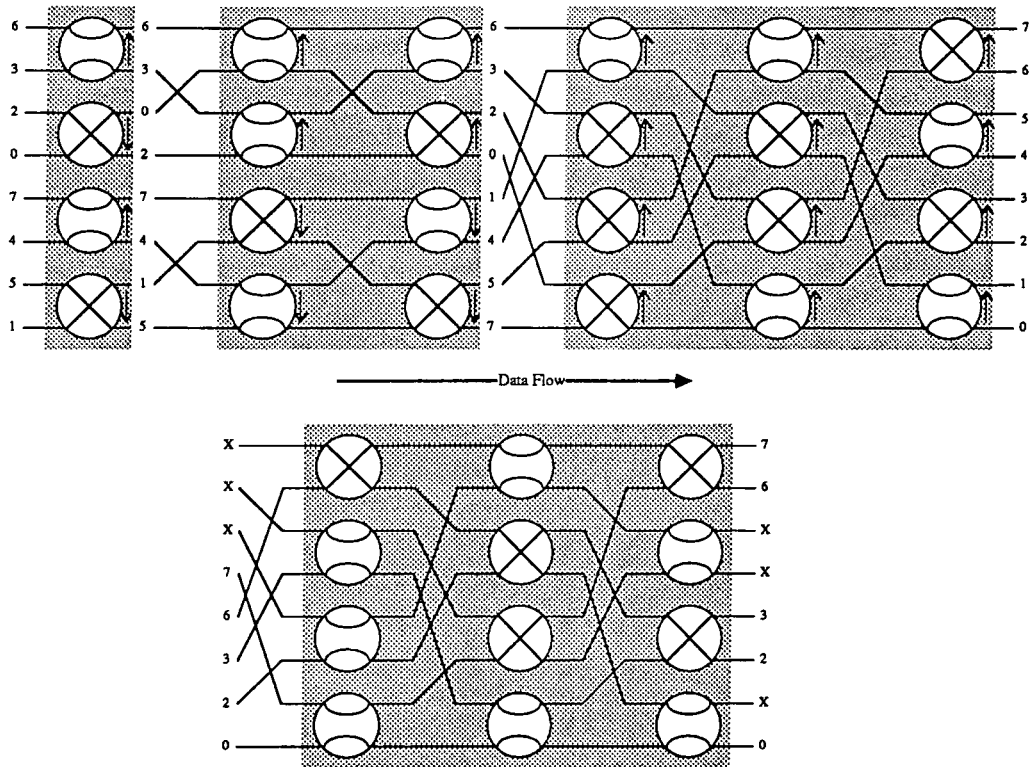 6 6 6 7
3 3 3 6
2 0 2 5
0 2 0 4
7 7 1 3
4 4 4 2
5 1 5 1
1 5 7 0
Data Flow
X 7
X 6
X X
7 X
6 3
3 2
2 X
0 0